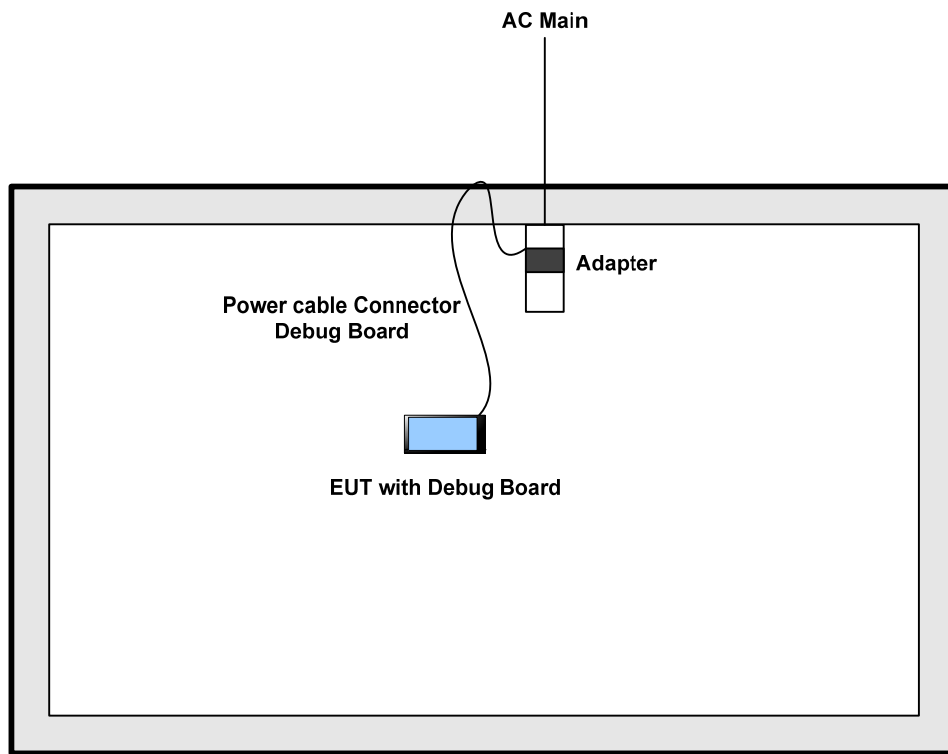 AC Main
Adapter
Power cable Connector
Debug Board
EUT with Debug Board